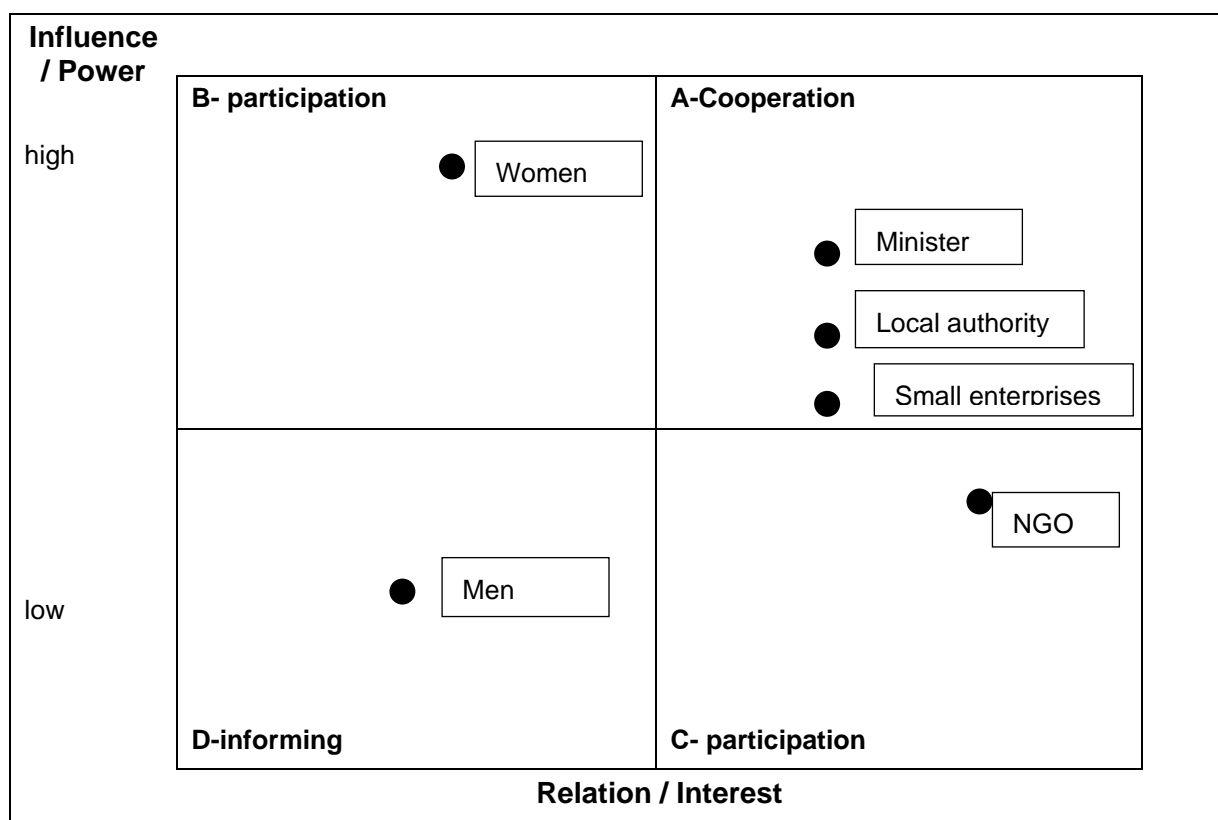 Influence
/ Power
B- participation
A-Cooperation
high
Women
Minister
Local authority
Small enterprises
NGO
Men
low
D-informing
C- participation
Relation / Interest